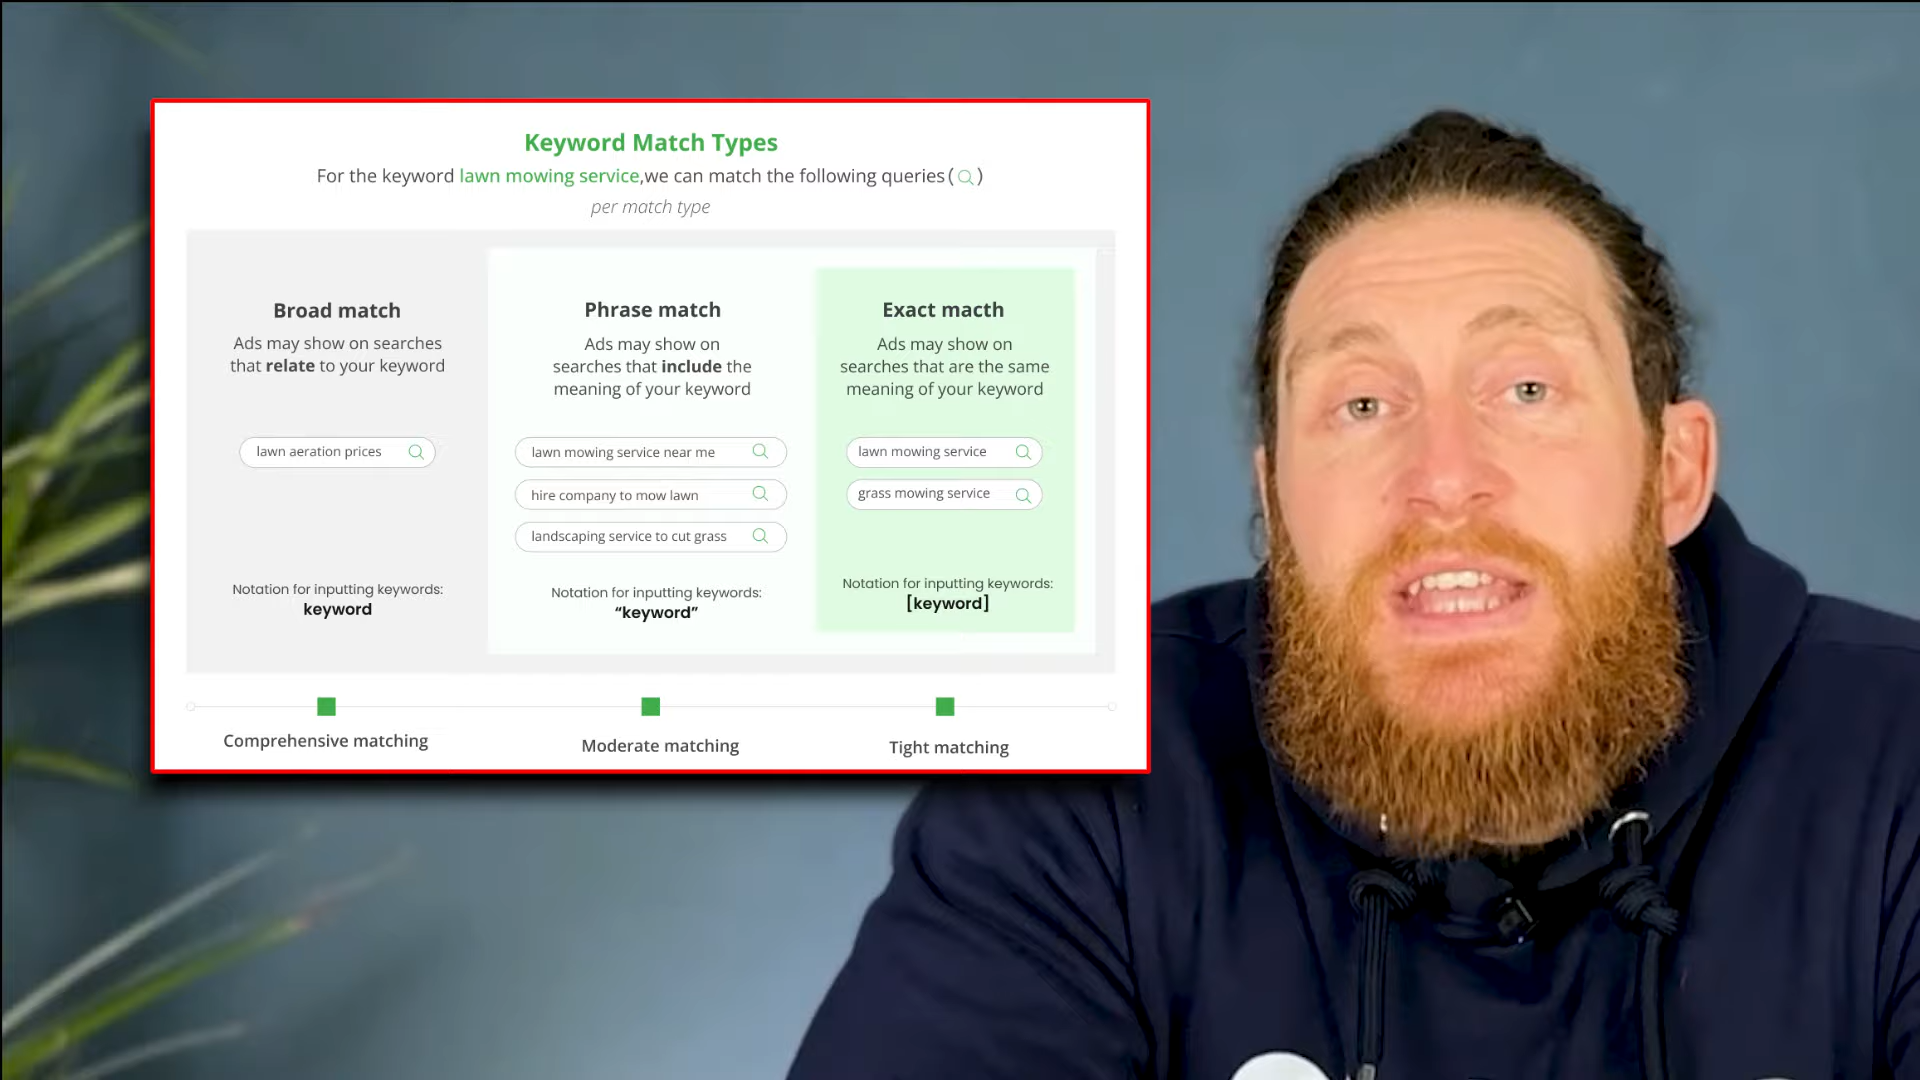 Keyword Match Types
For the keyword lawn mowing service,we can match the following queries ( )
per match type
Broad match
Ads may show on searches
that relate to your keyword
lawn aeration prices
Notation for inputting keywords:
keyword
Phrase match
Ads may show on
searches that include the
meaning of your keyword
lawn mowing service near me
hire company to mow lawn
landscaping service to cut grass
Notation for inputting keywords:
“keyword”
Exact macth
Ads may show on
searches that are the same
meaning of your keyword
lawn mowing service
grass mowing service
Notation for inputting keywords:
[keyword]
Comprehensive matching
Moderate matching
Tight matching